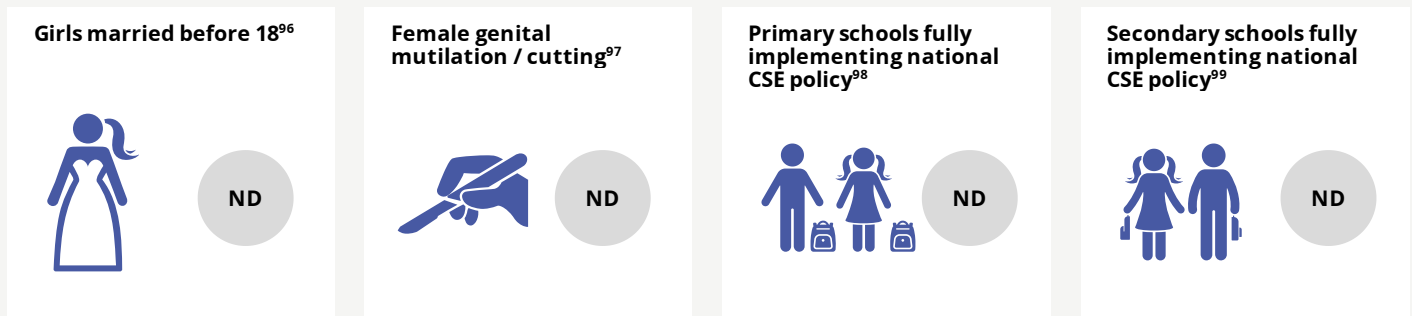 Girls married before 18⁹⁶
ND
Female genital
mutilation / cutting⁹⁷
ND
Primary schools fully
implementing national
CSE policy⁹⁸
ND
Secondary schools fully
implementing national
CSE policy⁹⁹
ND